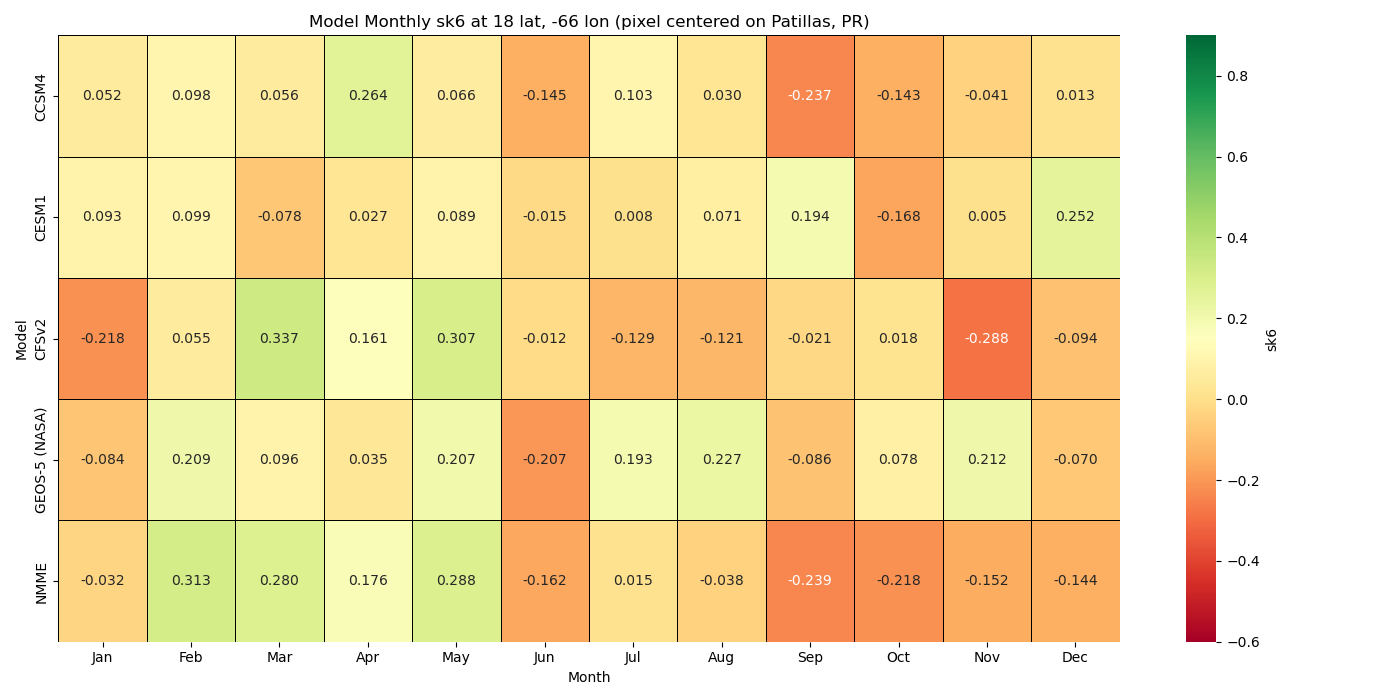 Model Monthly sk6 at 18 lat, -66 lon (pixel centered on Patillas, PR)
Model
CCSM4
0.052 0.098 0.056 0.264 0.066 -0.145 0.103 0.030 -0.237 -0.143 -0.041 0.013
CESM1
0.093 0.099 -0.078 0.027 0.089 -0.015 0.008 0.071 0.194 -0.168 0.005 0.252
CFSv2
-0.218 0.055 0.337 0.161 0.307 -0.012 -0.129 -0.121 -0.021 0.018 -0.288 -0.094
GEOS-5 (NASA)
-0.084 0.209 0.096 0.035 0.207 -0.207 0.193 0.227 -0.086 0.078 0.212 -0.070
NMME
-0.032 0.313 0.280 0.176 0.288 -0.162 0.015 -0.038 -0.239 -0.218 -0.152 -0.144
Jan Feb Mar Apr May Jun Jul Aug Sep Oct Nov Dec
Month
0.8
0.6
0.4
0.2
0.0
−0.2
−0.4
−0.6
sk6